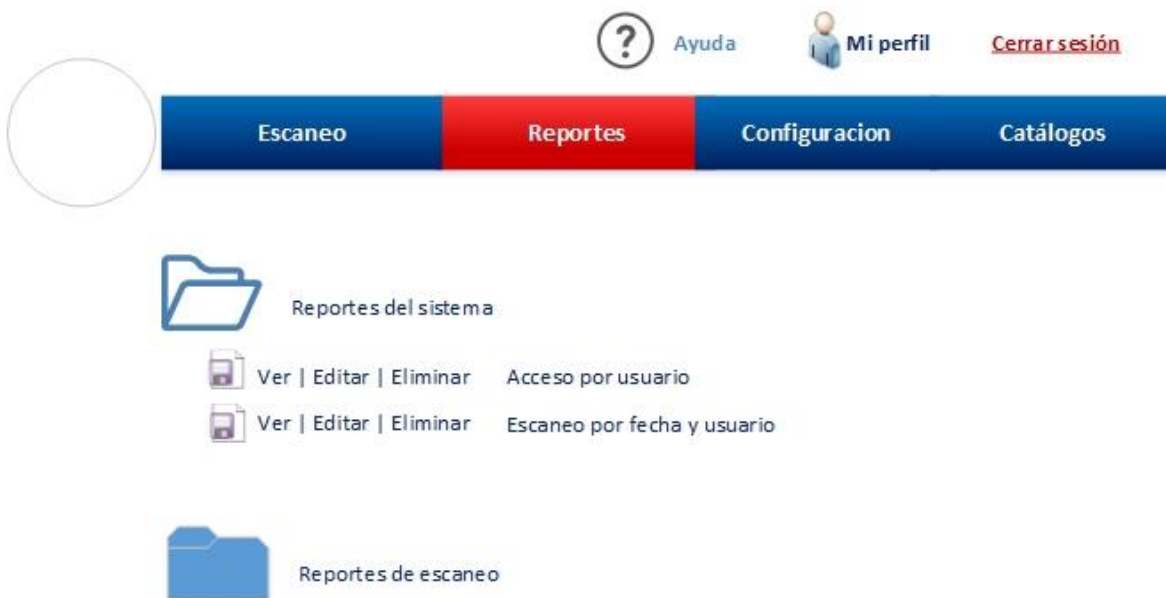 ? Ayuda Mi perfil Cerrar sesión
Escaneo Reportes Configuracion Catálogos
Reportes del sistema
Ver | Editar | Eliminar Acceso por usuario
Ver | Editar | Eliminar Escaneo por fecha y usuario
Reportes de escaneo